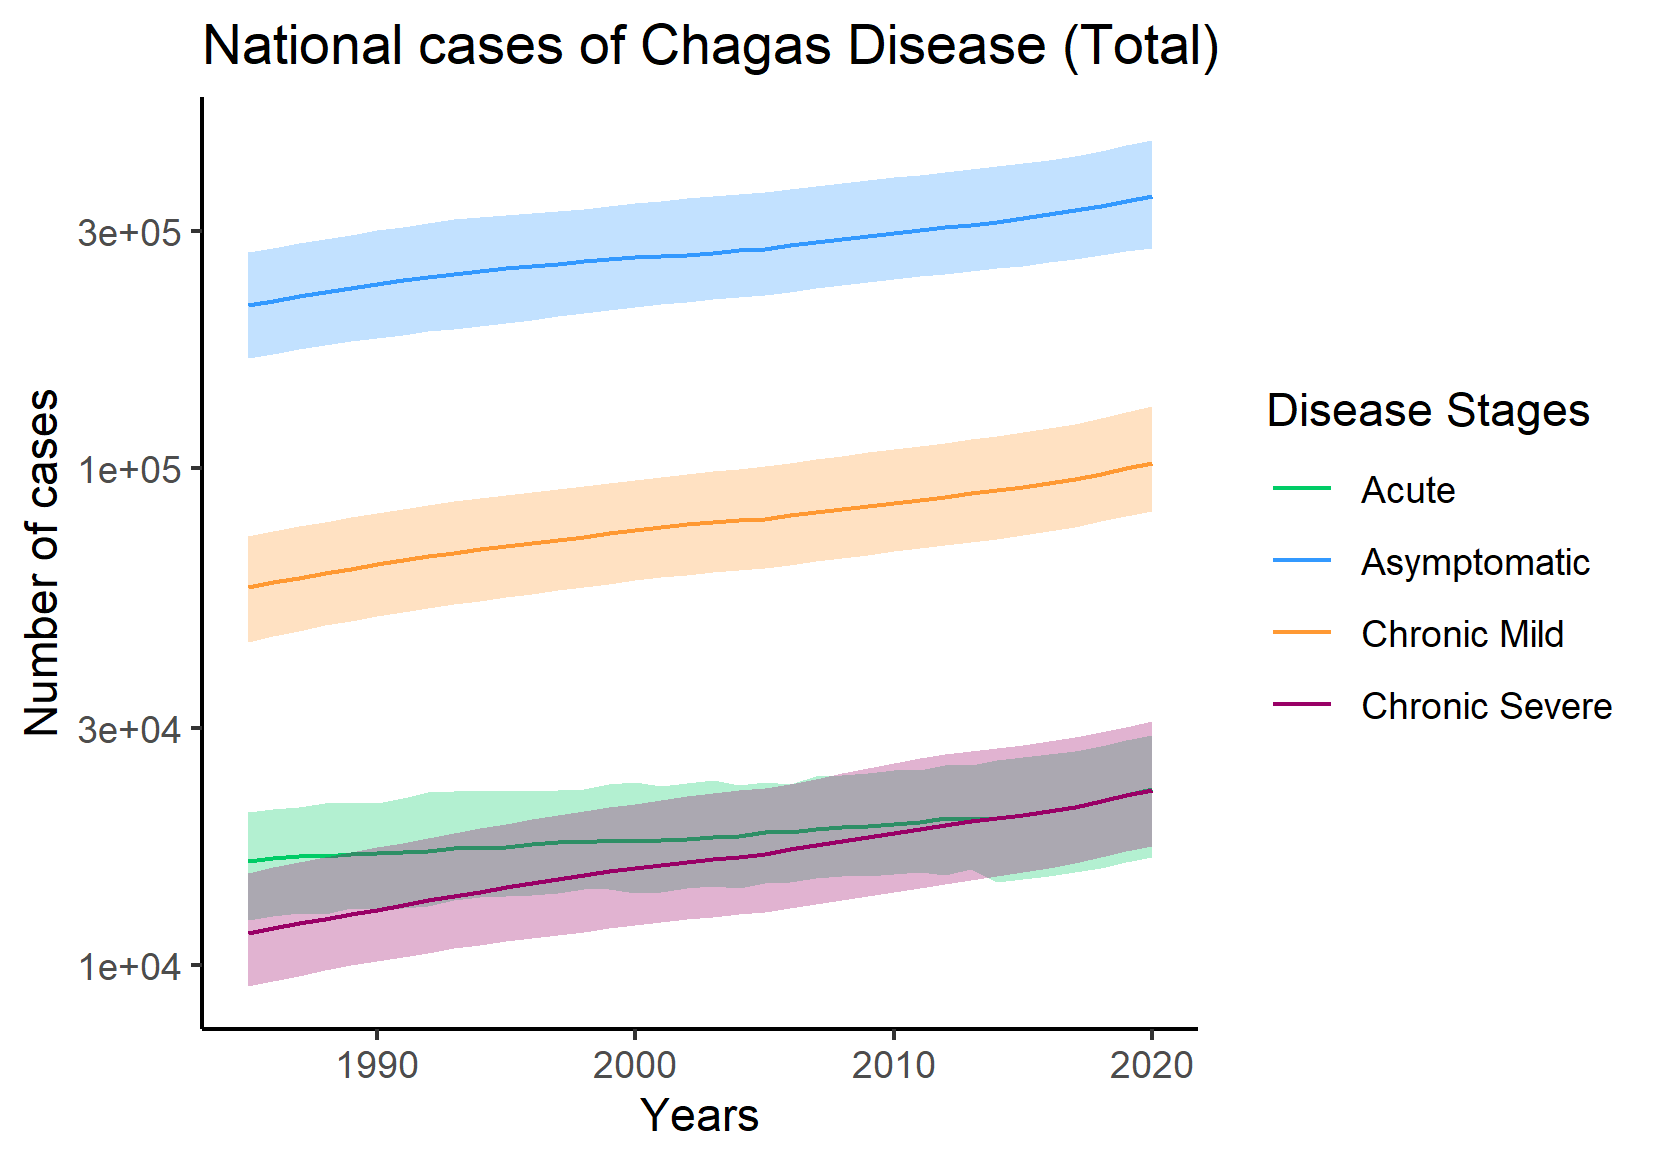 National cases of Chagas Disease (Total)
Number of cases
3e+05
1e+05
3e+04
1e+04
1990
2000
2010
2020
Years
Disease Stages
Acute
Asymptomatic
Chronic Mild
Chronic Severe